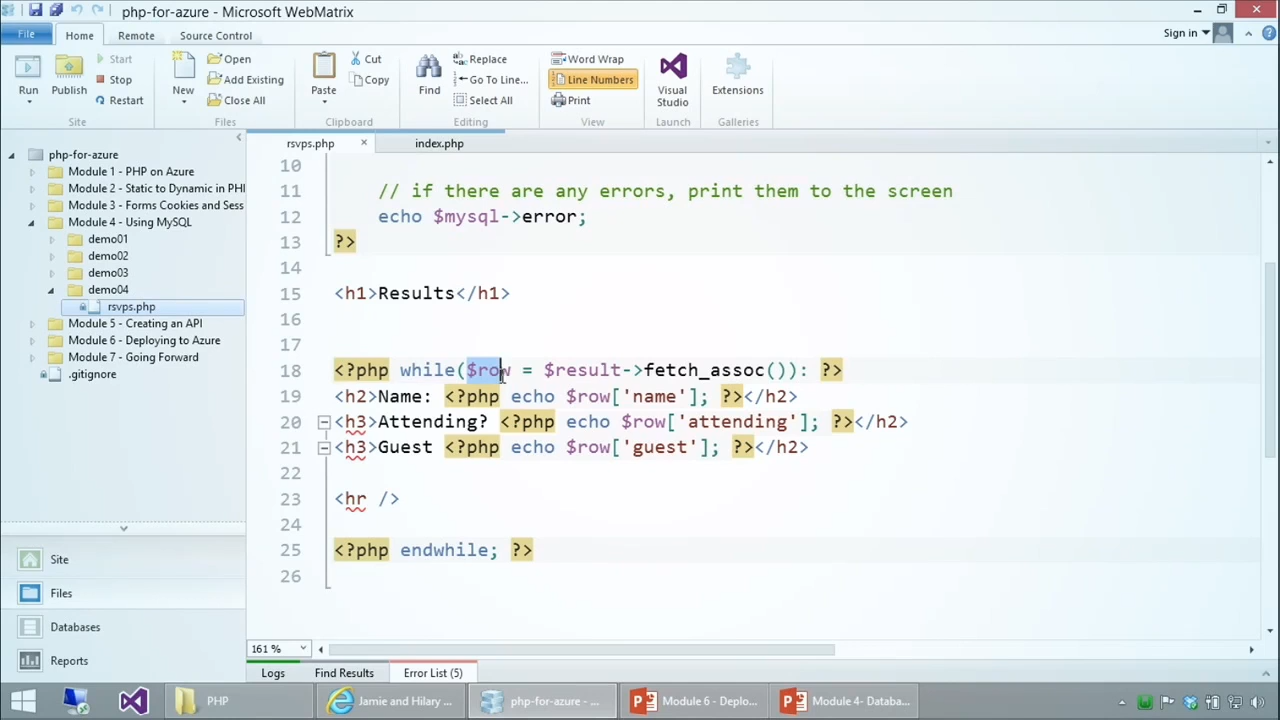 php-for-azure - Microsoft WebMatrix
File
Home
Remote
Source Control
Sign in
Run
Publish
Start
Stop
Restart
Site
New
Open
Add Existing
Close All
Files
Paste
Cut
Copy
Clipboard
Find
Replace
Go To Line...
Select All
Editing
Word Wrap
Line Numbers
Print
View
Visual Studio
Launch
Extensions
Galleries
php-for-azure
Module 1 - PHP on Azure
Module 2 - Static to Dynamic in PHI
Module 3 - Forms Cookies and Sess
Module 4 - Using MySQL
demo01
demo02
demo03
demo04
rsvps.php
Module 5 - Creating an API
Module 6 - Deploying to Azure
Module 7 - Going Forward
.gitignore
Site
Files
Databases
Reports
rsvps.php
index.php
10
11 // if there are any errors, print them to the screen
12 echo $mysql->error;
13 ?>
14
15 <h1>Results</h1>
16
17
18 <?php while($row = $result->fetch_assoc()): ?>
19 <h2>Name: <?php echo $row['name']; ?></h2>
20 <h3>Attending? <?php echo $row['attending']; ?></h2>
21 <h3>Guest <?php echo $row['guest']; ?></h2>
22
23 <hr />
24
25 <?php endwhile; ?>
26
161 %
Logs
Find Results
Error List (5)
PHP
Jamie and Hilary ...
php-for-azure - ...
Module 6 - Deplo...
Module 4- Databa...